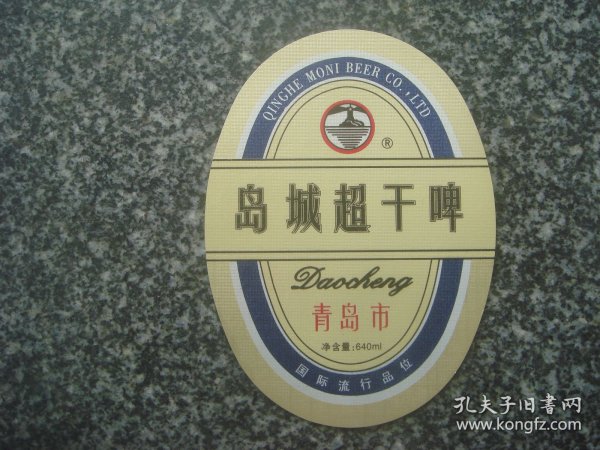 QINGHE MONI BEER CO., LTD
®
岛城超干啤
Daocheng
青岛市
净含量:640ml
国际流行品位
孔夫子旧書网
www.kongfz.com